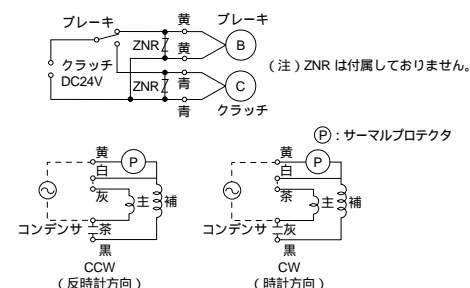 ブレーキ 黄 ブレーキ
ZNR 黄 B
クラッチ
DC24V
(注)ZNR は付属しておりません。
ZNR 青 C
青 クラッチ
P:サーマルプロテクタ
黄 P
白
灰 主 補
コンデンサ 茶
黒
CCW
(反時計方向)
黄 P
白
茶 主 補
コンデンサ 灰
黒
CW
(時計方向)